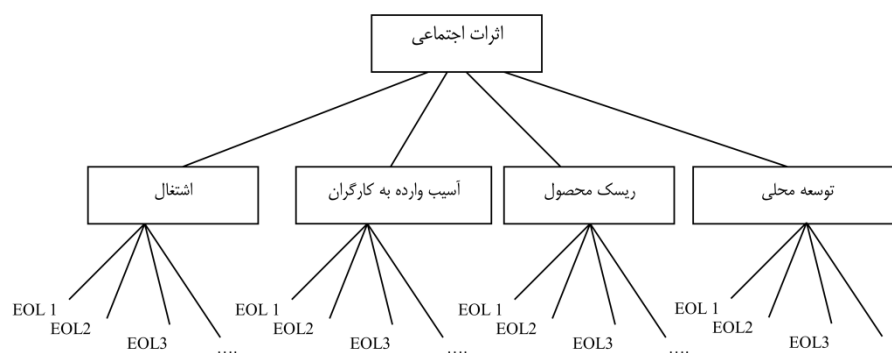 اثرات اجتماعی
توسعه محلی
ریسک محصول
آسیب وارده به کارگران
اشتغال
EOL 1
EOL2
EOL3
....
EOL 1
EOL2
EOL3
....
EOL 1
EOL2
EOL3
....
EOL 1
EOL2
EOL3
....